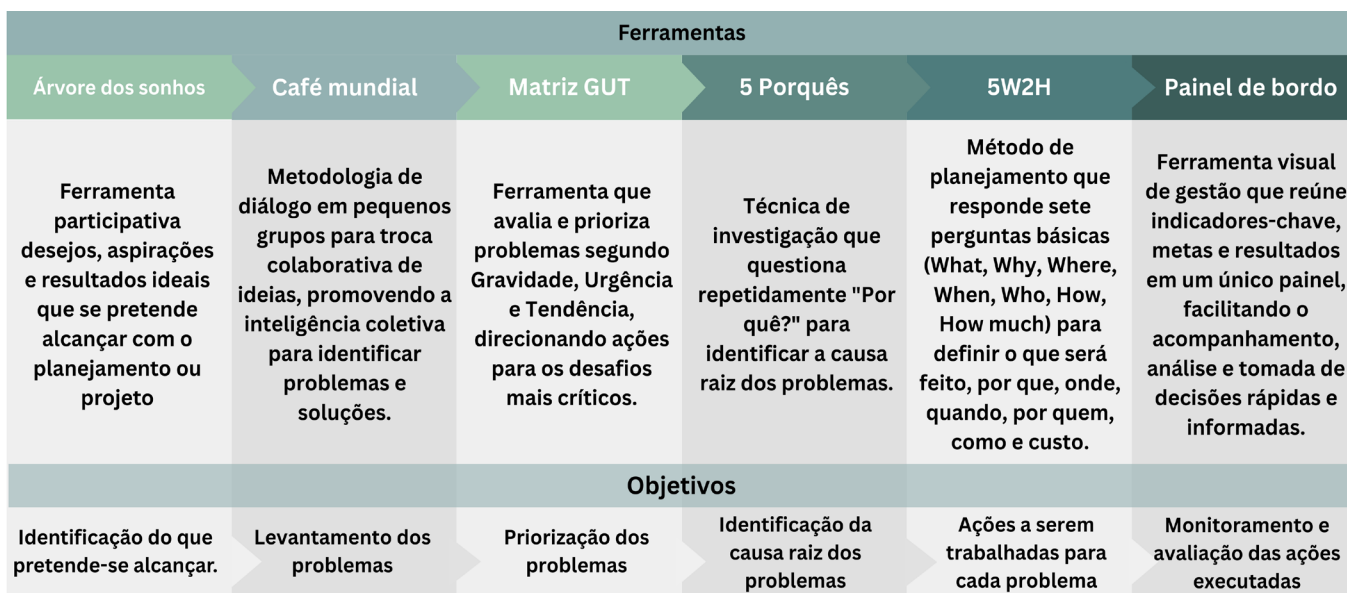 Ferramentas
Árvore dos sonhos
Café mundial
Matriz GUT
5 Porquês
5W2H
Painel de bordo
Ferramenta
participativa
desejos, aspirações
e resultados ideais
que se pretende
alcançar com o
planejamento ou
projeto
Metodologia de
diálogo em pequenos
grupos para troca
colaborativa de
ideias, promovendo a
inteligência coletiva
para identificar
problemas e
soluções.
Ferramenta que
avalia e prioriza
problemas segundo
Gravidade, Urgência
e Tendência,
direcionando ações
para os desafios
mais críticos.
Técnica de
investigação que
questiona
repetidamente "Por
quê?" para
identificar a causa
raiz dos problemas.
Método de
planejamento que
responde sete
perguntas básicas
(What, Why, Where,
When, Who, How,
How much) para
definir o que será
feito, por que, onde,
quando, por quem,
como e custo.
Ferramenta visual
de gestão que reúne
indicadores-chave,
metas e resultados
em um único painel,
facilitando o
acompanhamento,
análise e tomada de
decisões rápidas e
informadas.
Objetivos
Identificação do que
pretende-se alcançar.
Levantamento dos
problemas
Priorização dos
problemas
Identificação da
causa raiz dos
problemas
Ações a serem
trabalhadas para
cada problema
Monitoramento e
avaliação das ações
executadas